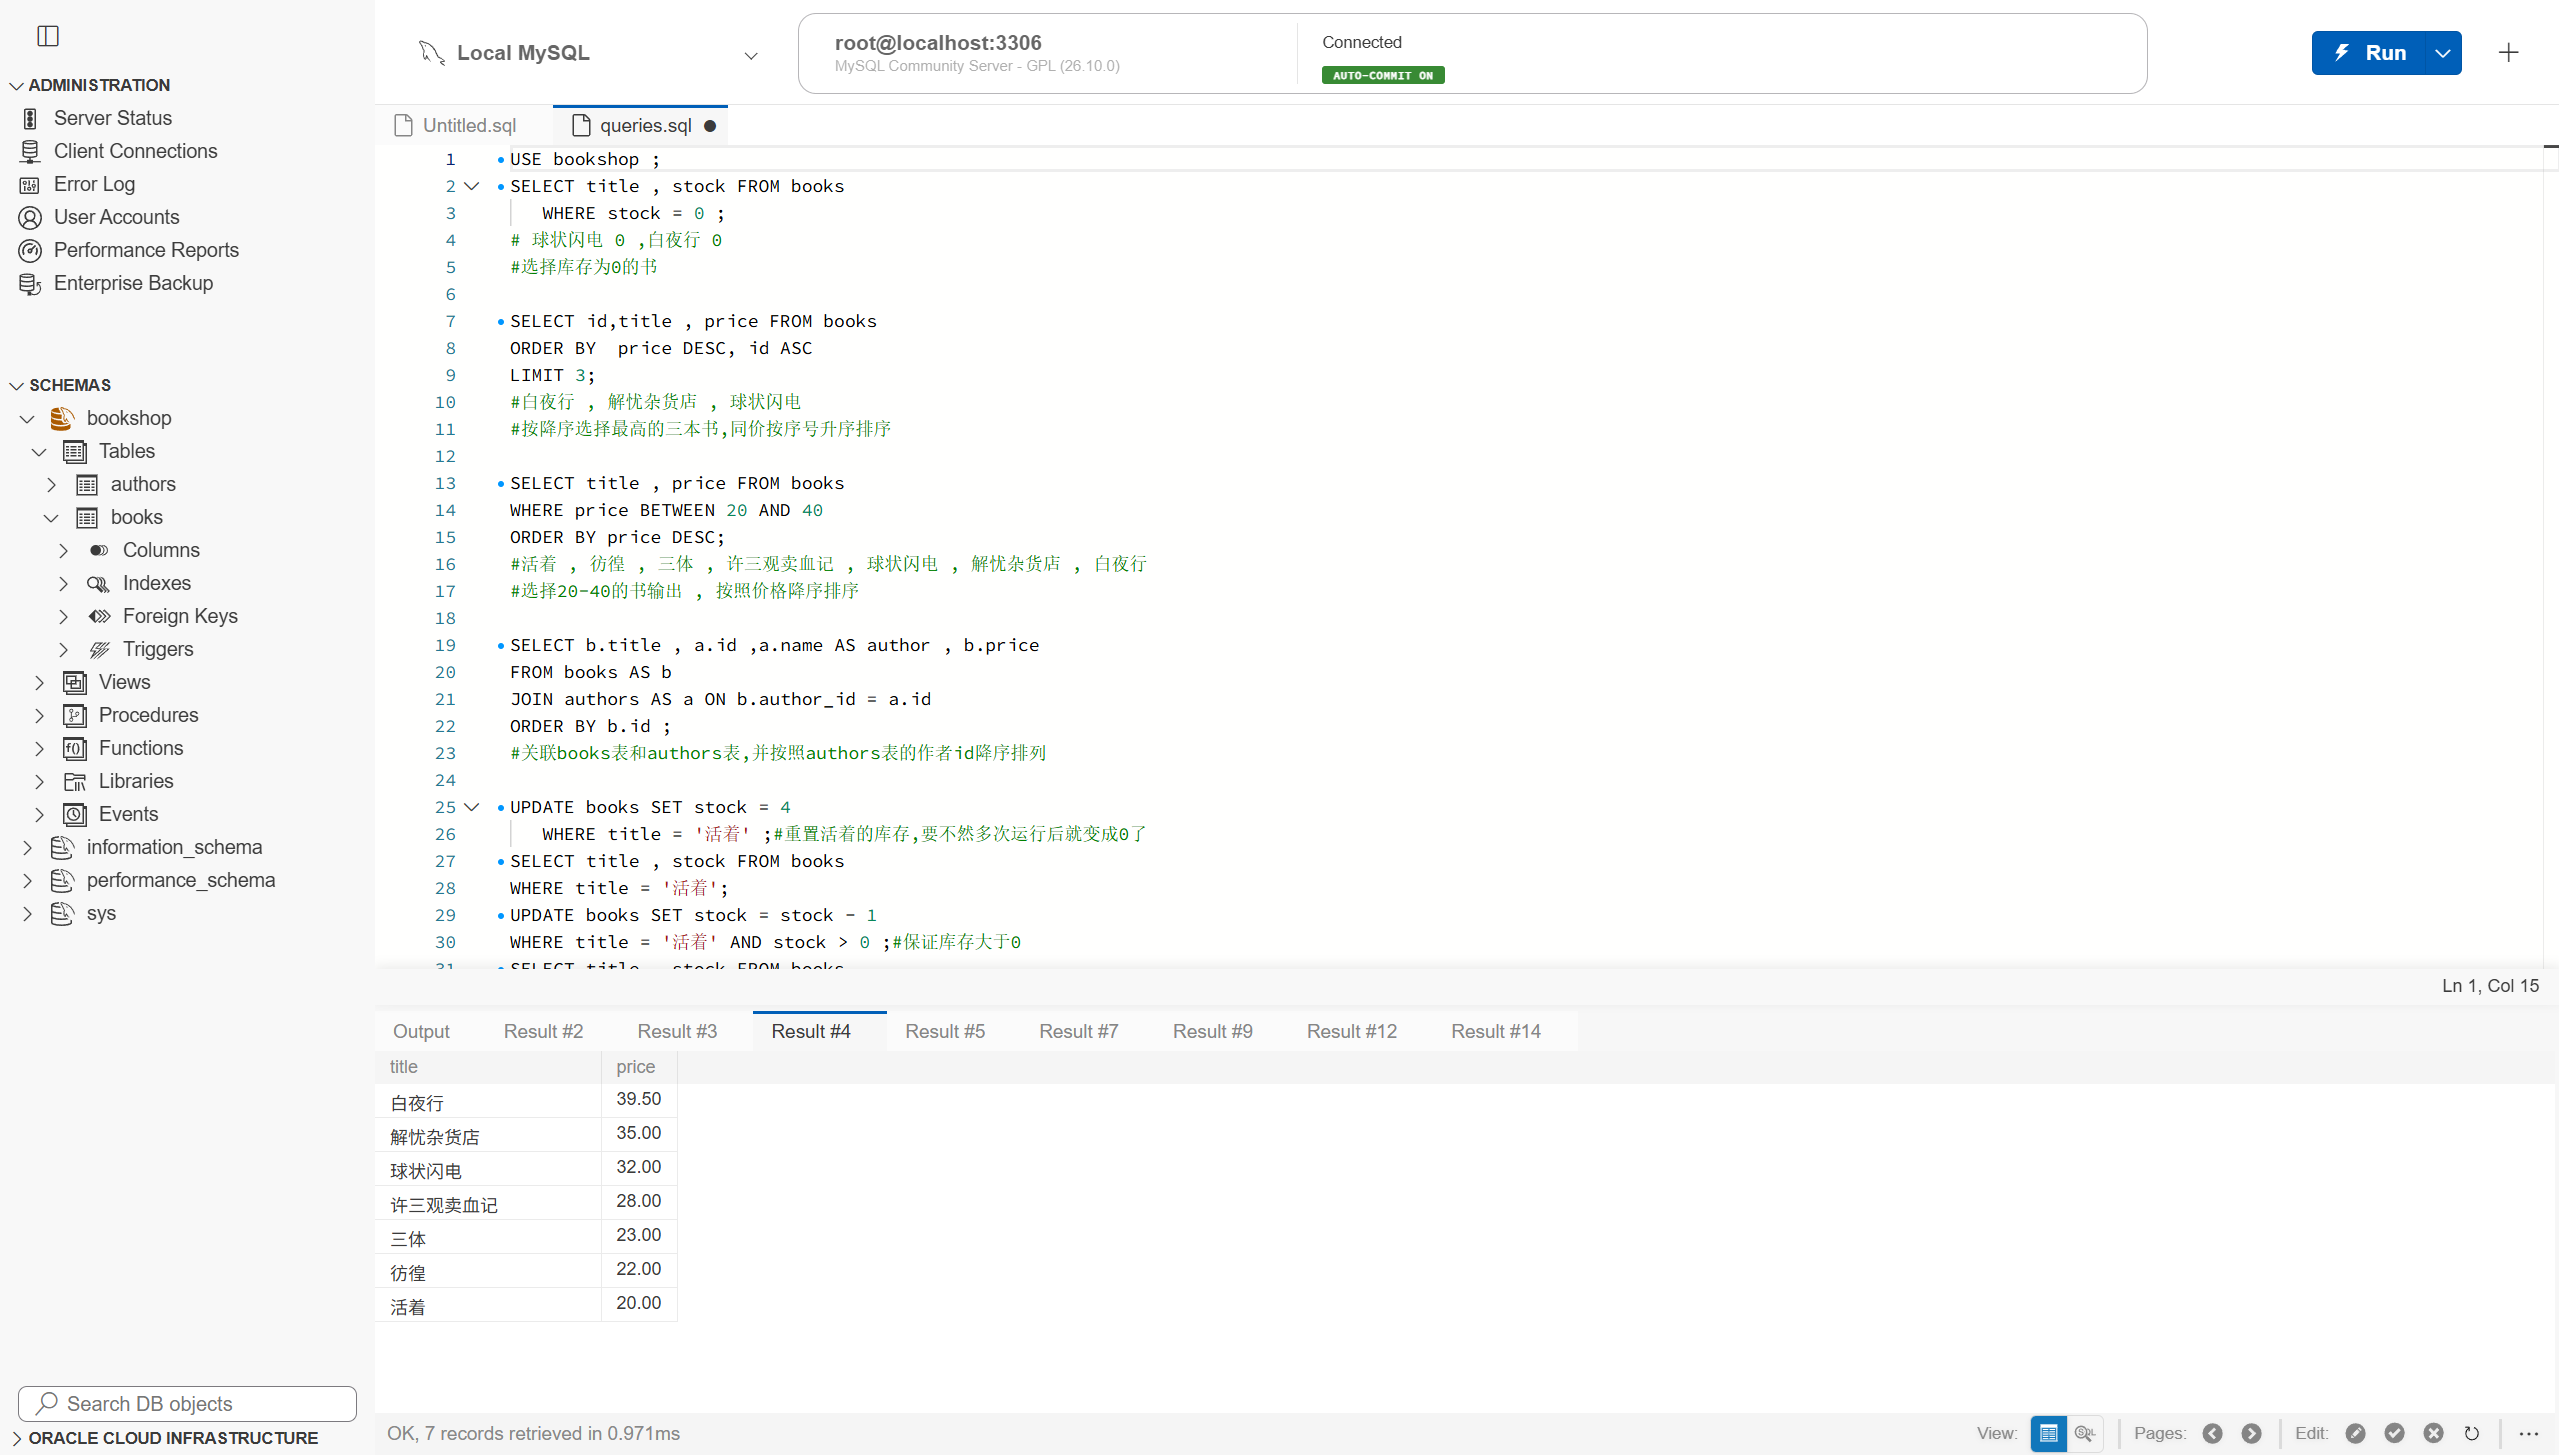 ADMINISTRATION
Server Status
Client Connections
Error Log
User Accounts
Performance Reports
Enterprise Backup
SCHEMAS
bookshop
Tables
authors
books
Columns
Indexes
Foreign Keys
Triggers
Views
Procedures
Functions
Libraries
Events
information_schema
performance_schema
sys
Search DB objects
ORACLE CLOUD INFRASTRUCTURE
Local MySQL
root@localhost:3306
MySQL Community Server - GPL (26.10.0)
Connected
AUTO-COMMIT ON
Run
Untitled.sql
queries.sql
1 USE bookshop ;
2 SELECT title , stock FROM books
3 WHERE stock = 0 ;
4 # 球状闪电 0 ,白夜行 0
5 #选择库存为0的书
6
7 SELECT id,title , price FROM books
8 ORDER BY  price DESC, id ASC
9 LIMIT 3;
10 #白夜行 , 解忧杂货店 , 球状闪电
11 #按降序选择最高的三本书,同价按序号升序排序
12
13 SELECT title , price FROM books
14 WHERE price BETWEEN 20 AND 40
15 ORDER BY price DESC;
16 #活着 , 彷徨 , 三体 , 许三观卖血记 , 球状闪电 , 解忧杂货店 , 白夜行
17 #选择20-40的书输出 , 按照价格降序排序
18
19 SELECT b.title , a.id ,a.name AS author , b.price
20 FROM books AS b
21 JOIN authors AS a ON b.author_id = a.id
22 ORDER BY b.id ;
23 #关联books表和authors表,并按照authors表的作者id降序排列
24
25 UPDATE books SET stock = 4
26 WHERE title = '活着' ;#重置活着的库存,要不然多次运行后就变成0了
27 SELECT title , stock FROM books
28 WHERE title = '活着';
29 UPDATE books SET stock = stock - 1
30 WHERE title = '活着' AND stock > 0 ;#保证库存大于0
31 SELECT title , stock FROM books
Ln 1, Col 15
Output Result #2 Result #3 Result #4 Result #5 Result #7 Result #9 Result #12 Result #14
title price
白夜行 39.50
解忧杂货店 35.00
球状闪电 32.00
许三观卖血记 28.00
三体 23.00
彷徨 22.00
活着 20.00
OK, 7 records retrieved in 0.971ms
View: SQL Pages: Edit: